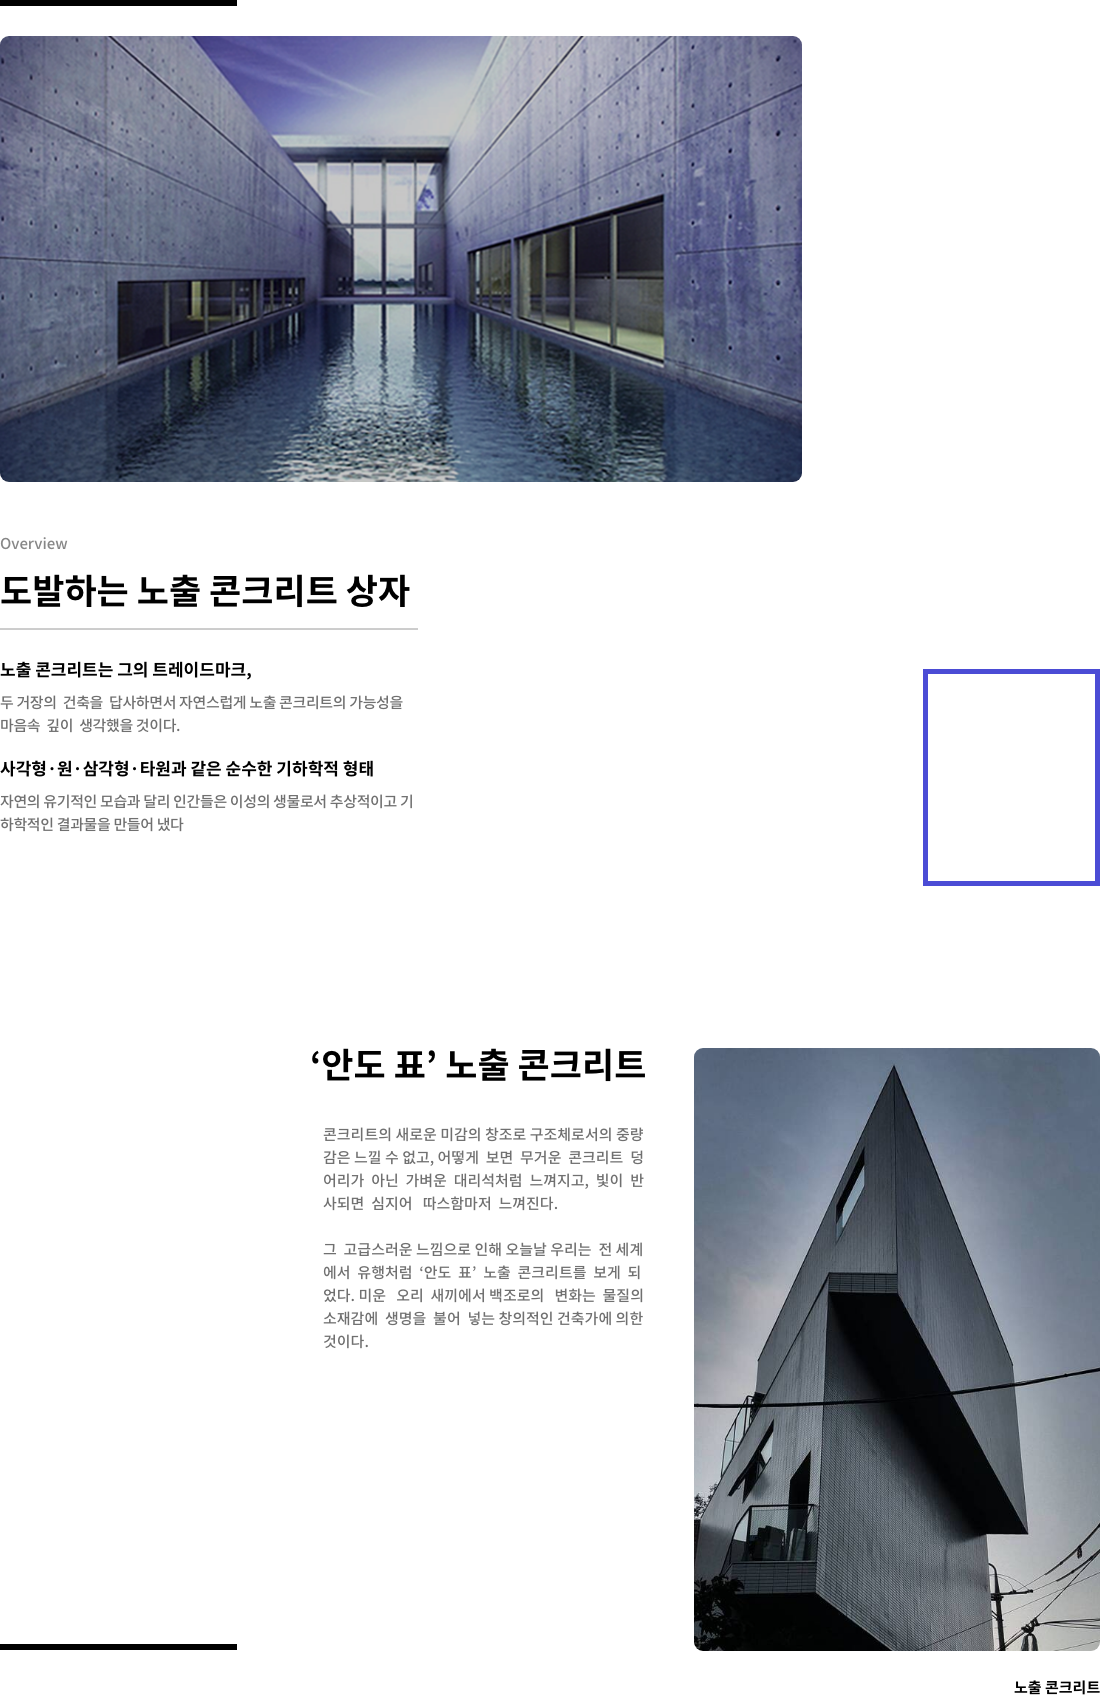 Overview
도발하는 노출 콘크리트 상자
노출 콘크리트는 그의 트레이드마크,
두 거장의 건축을 답사하면서 자연스럽게 노출 콘크리트의 가능성을
마음속 깊이 생각했을 것이다.
사각형·원·삼각형·타원과 같은 순수한 기하학적 형태
자연의 유기적인 모습과 달리 인간들은 이성의 생물로서 추상적이고 기
하학적인 결과물을 만들어 냈다
‘안도 표’ 노출 콘크리트
콘크리트의 새로운 미감의 창조로 구조체로서의 중량
감은 느낄 수 없고, 어떻게 보면 무거운 콘크리트 덩
어리가 아닌 가벼운 대리석처럼 느껴지고, 빛이 반
사되면 심지어 따스함마저 느껴진다.
그 고급스러운 느낌으로 인해 오늘날 우리는 전 세계
에서 유행처럼 ‘안도 표’ 노출 콘크리트를 보게 되
었다. 미운 오리 새끼에서 백조로의 변화는 물질의
소재감에 생명을 불어 넣는 창의적인 건축가에 의한
것이다.
노출 콘크리트